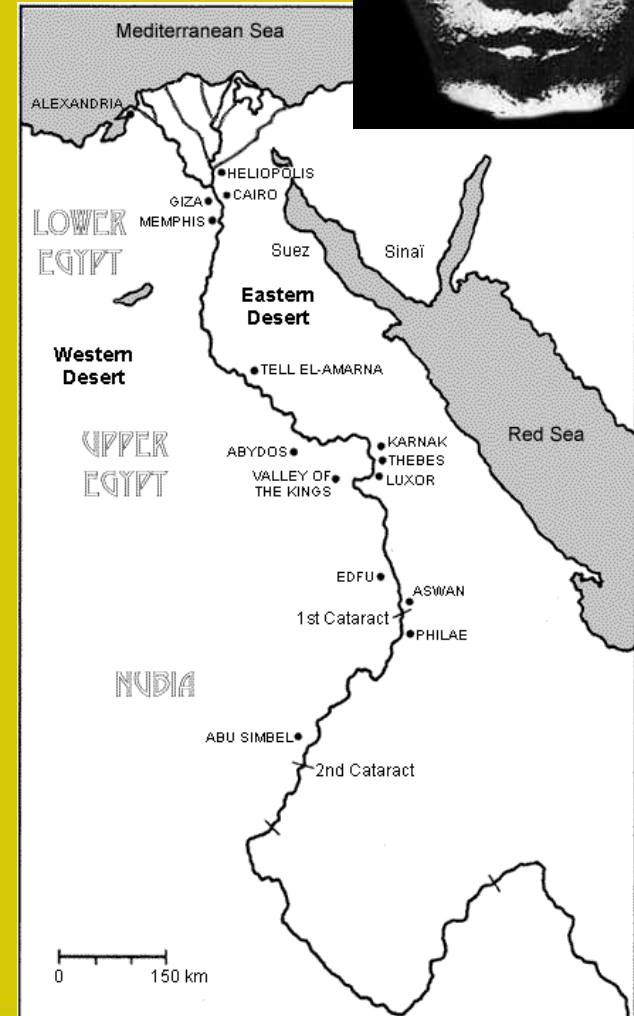 Mediterranean Sea
ALEXANDRIA
HELIOPOLIS
CAIRO
GIZA
MEMPHIS
LOWER
EGYPT
Suez
Sinaï
Eastern
Desert
Western
Desert
TELL EL-AMARNA
Red Sea
UPPER
EGYPT
ABYDOS
KARNAK
THEBES
LUXOR
VALLEY OF
THE KINGS
EDFU
ASWAN
1st Cataract
PHILAE
NUBIA
ABU SIMBEL
2nd Cataract
0 150 km